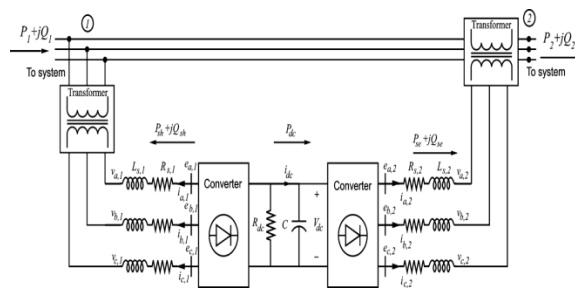 1
2
Transformer
P1+jQ1
P2+jQ2
To system
To system
Transformer
Psh+jQsh
Pdc
Pse+jQse
va,1
Ls,1
Rs,1
ea,1
ia,1
Converter
idc
Converter
ea,2
Rs,2
Ls,2
va,2
ia,2
vb,1
eb,1
ib,1
Rdc
C
+
Vdc
−
eb,2
vb,2
ib,2
vc,1
ec,1
ic,1
ec,2
vc,2
ic,2